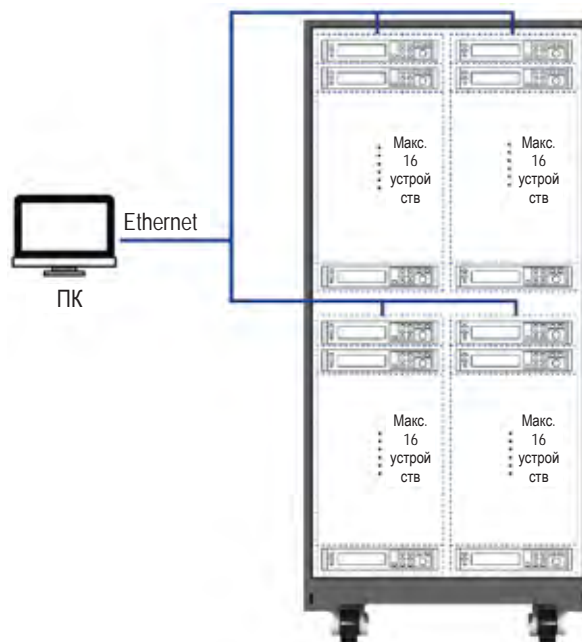 Макс.
16
устрой
ств
Макс.
16
устрой
ств
Ethernet
ПК
Макс.
16
устрой
ств
Макс.
16
устрой
ств